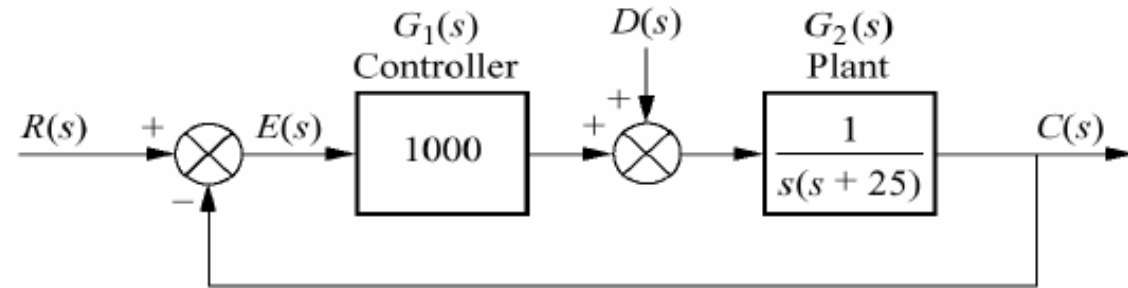 G₁(s)
Controller
D(s)
G₂(s)
Plant
R(s)
+
−
E(s)
1000
+
+
1
s(s + 25)
C(s)